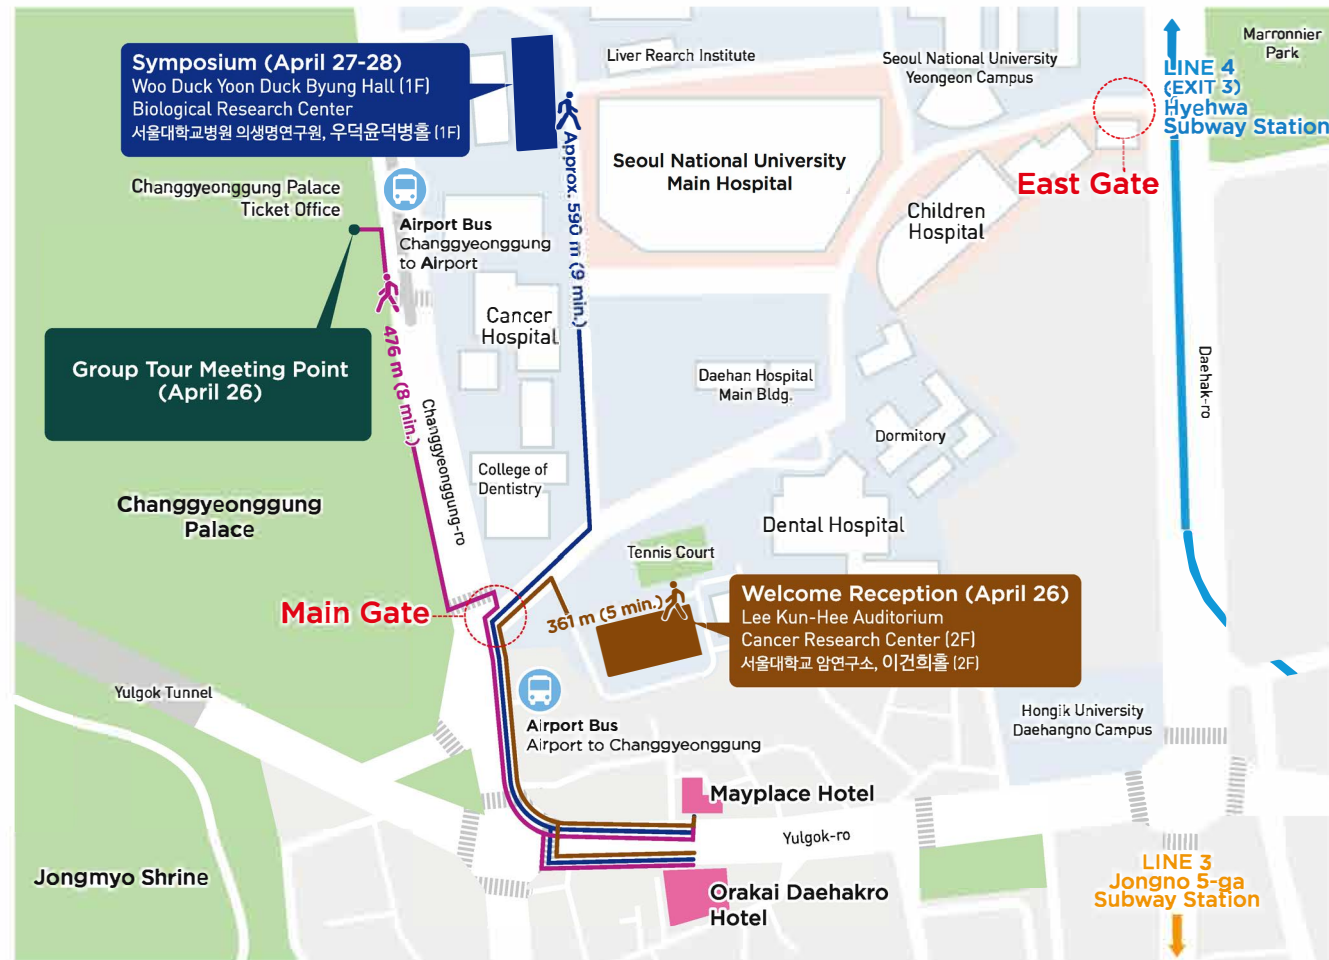 Symposium (April 27-28)
Woo Duck Yoon Duck Byung Hall (1F)
Biological Research Center
서울대학교병원 의생명연구원, 우덕윤덕병홀 (1F)
Liver Rearch Institute
Seoul National University
Yeongeon Campus
Marronnier
Park
LINE 4
(EXIT 3)
Hyehwa
Subway Station
Approx. 590 m (9 min.)
Seoul National University
Main Hospital
East Gate
Children
Hospital
Changgyeonggung Palace
Ticket Office
Airport Bus
Changgyeonggung
to Airport
Cancer
Hospital
Group Tour Meeting Point
(April 26)
476 m (8 min.)
Changgyeonggung-ro
Daehan Hospital
Main Bldg.
Daehak-ro
Dormitory
College of
Dentistry
Changgyeonggung
Palace
Dental Hospital
Tennis Court
Main Gate
361 m (5 min.)
Welcome Reception (April 26)
Lee Kun-Hee Auditorium
Cancer Research Center (2F)
서울대학교 암연구소, 이건희홀 (2F)
Yulgok Tunnel
Airport Bus
Airport to Changgyeonggung
Hongik University
Daehangno Campus
Mayplace Hotel
Yulgok-ro
Jongmyo Shrine
Orakai Daehakro
Hotel
LINE 3
Jongno 5-ga
Subway Station